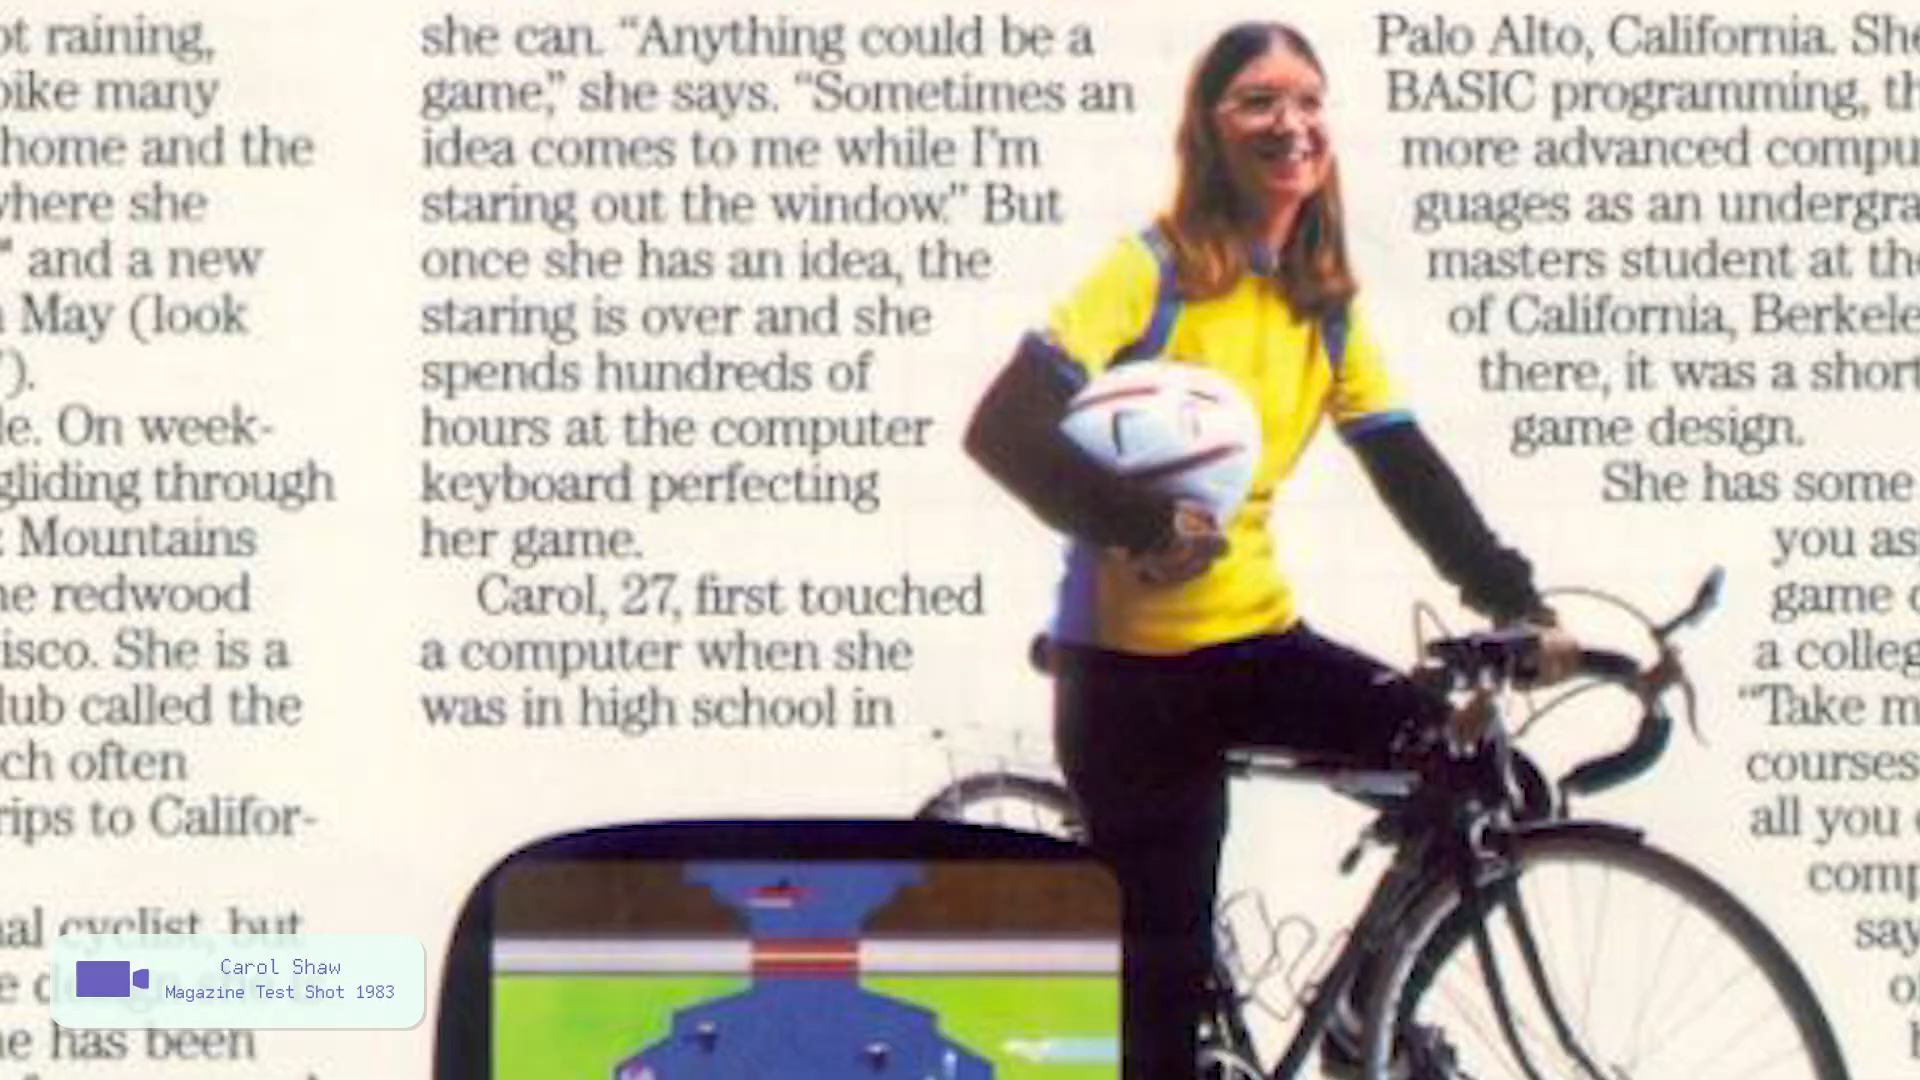 ot raining,
bike many
home and the
where she
and a new
May (look
).
le. On week-
gliding through
Mountains
he redwood
isco. She is a
lub called the
ch often
rips to Califor-
al cyclist, but
e has been
she can. “Anything could be a
game,” she says. “Sometimes an
idea comes to me while I'm
staring out the window.” But
once she has an idea, the
staring is over and she
spends hundreds of
hours at the computer
keyboard perfecting
her game.
Carol, 27, first touched
a computer when she
was in high school in
Palo Alto, California. She
BASIC programming, th
more advanced compu
guages as an undergra
masters student at the
of California, Berkele
there, it was a short
game design.
She has some
you as
game
a colleg
“Take m
courses
all you
comp
say
Carol Shaw
Magazine Test Shot 1983